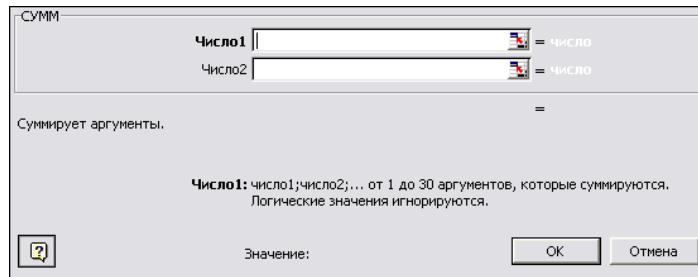 СУММ
Число1 = число
Число2 = число
=
Суммирует аргументы.
Число1: число1;число2;... от 1 до 30 аргументов, которые суммируются.
Логические значения игнорируются.
? Значение: OK Отмена